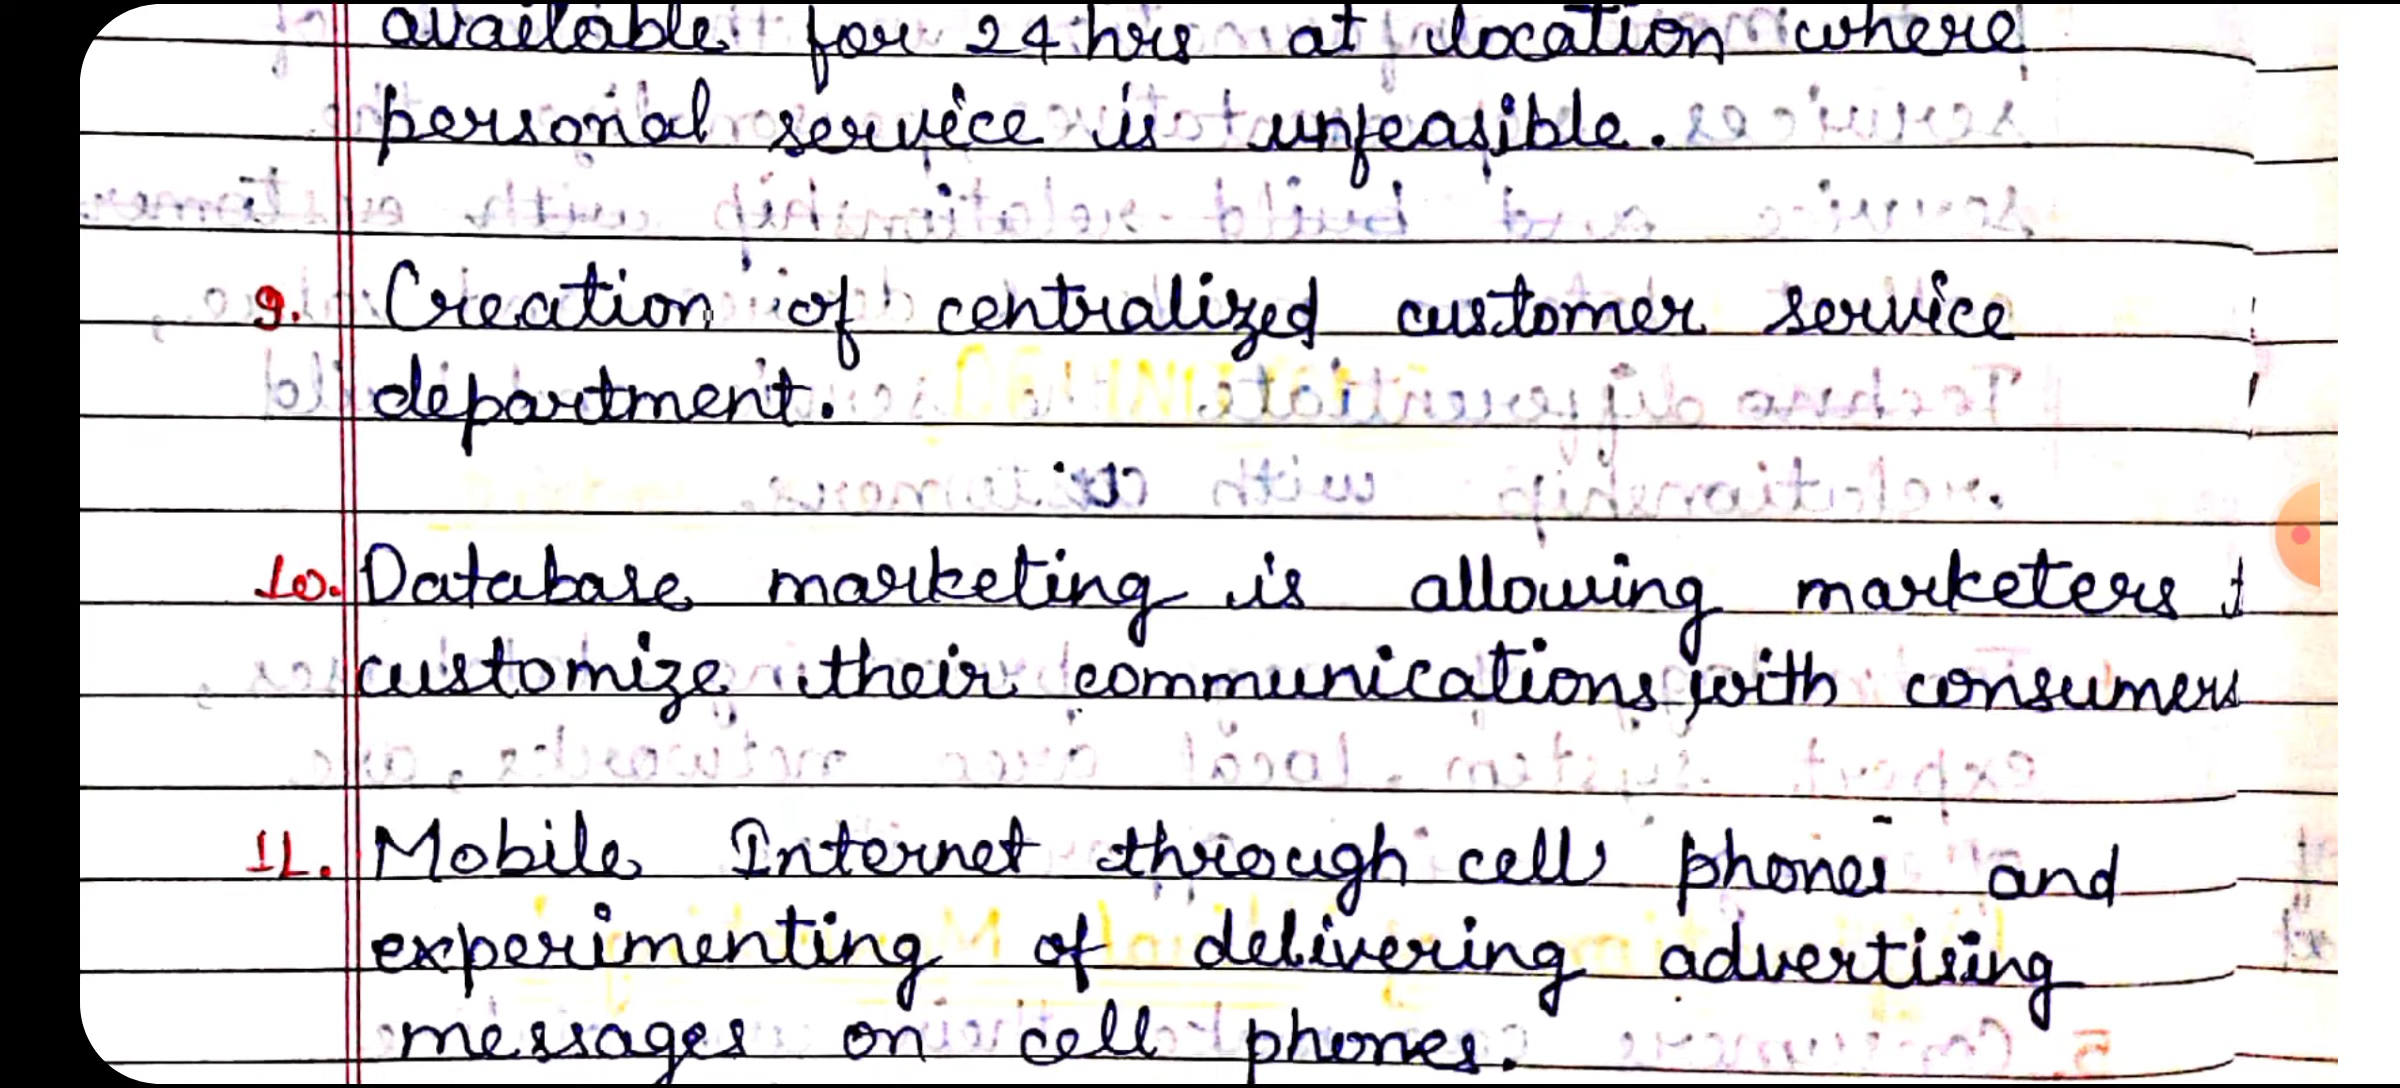 available for 24 hrs at location where
personal service is unfeasible.
9. Creation of centralized customer service
department.
10. Database marketing is allowing marketers t
customize their communications with consumers
11. Mobile Internet through cell phones and
experimenting of delivering advertising
messages on cell phones.